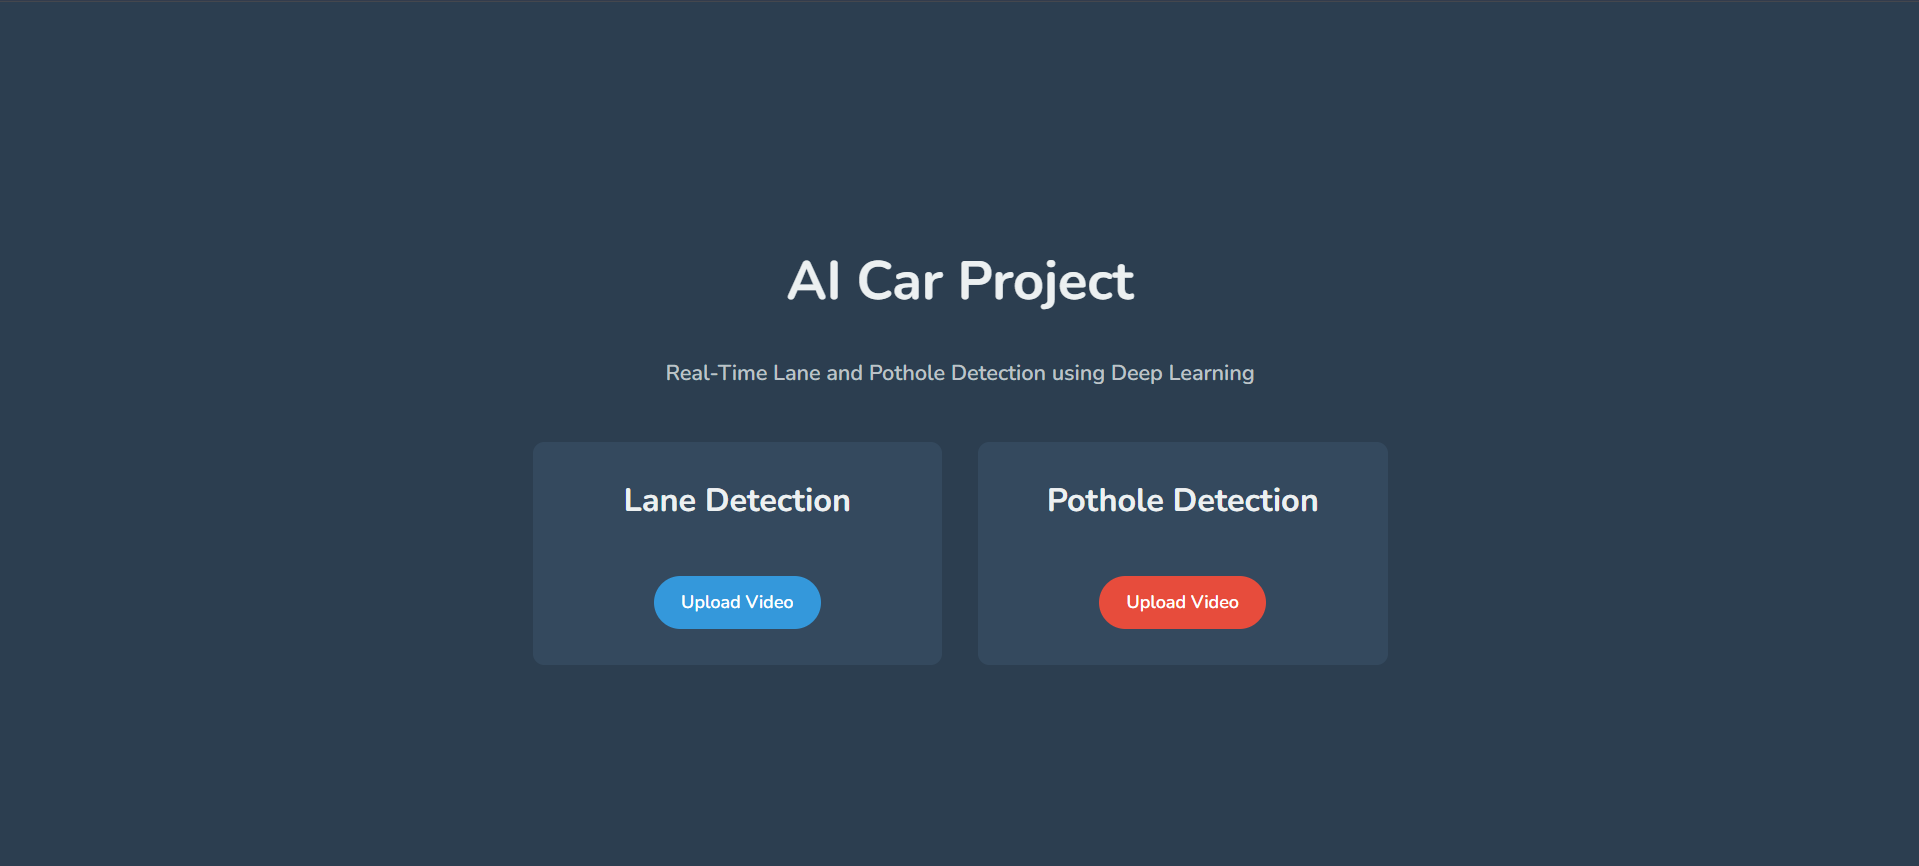 AI Car Project
Real-Time Lane and Pothole Detection using Deep Learning
Lane Detection
Upload Video
Pothole Detection
Upload Video